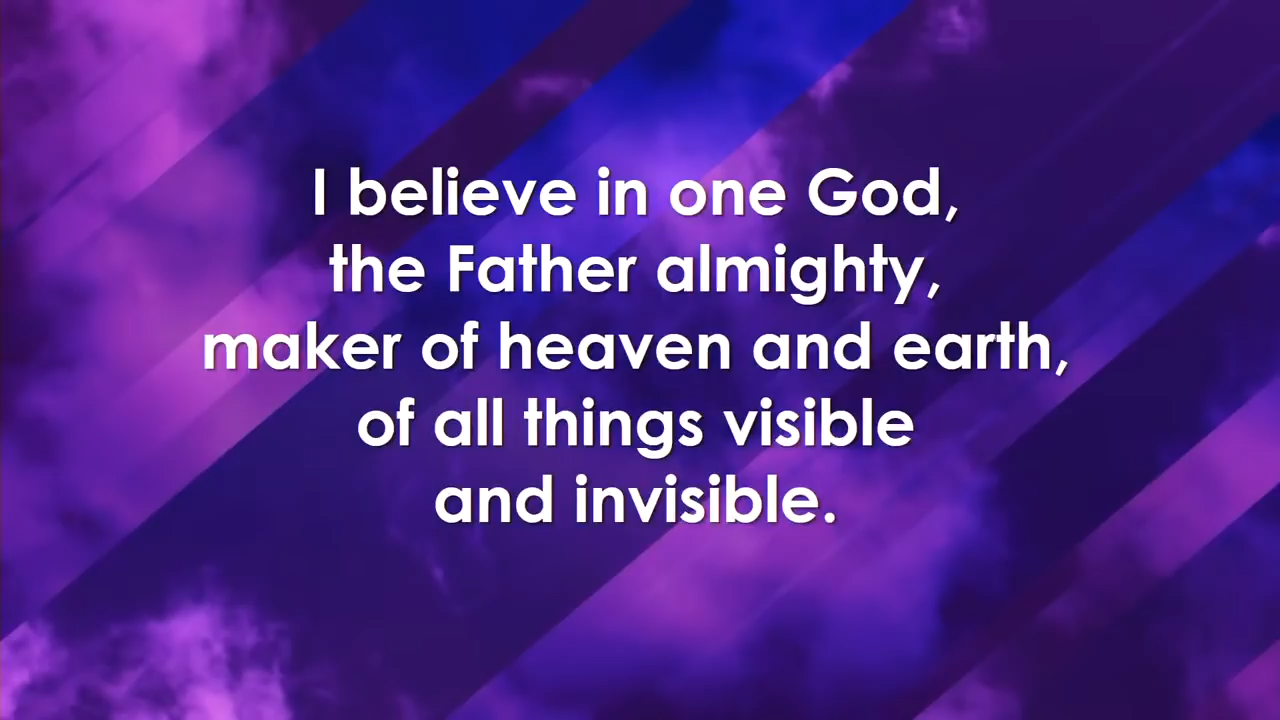 I believe in one God,
the Father almighty,
maker of heaven and earth,
of all things visible
and invisible.